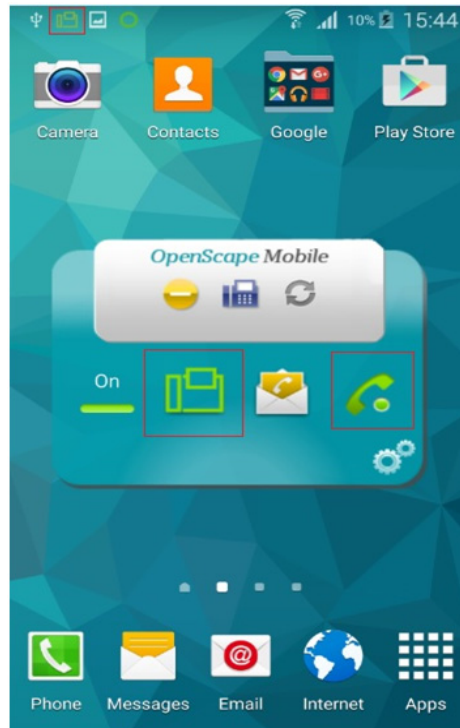 10% 15:44
Camera Contacts Google Play Store
OpenScape Mobile
On
Phone Messages Email Internet Apps